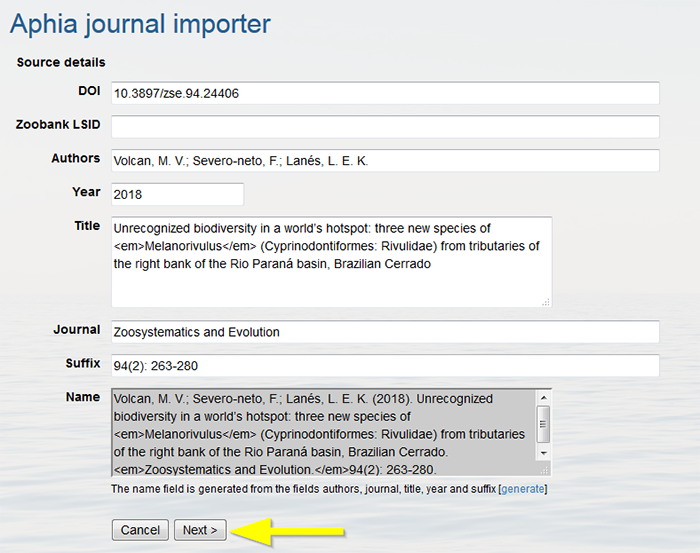 Aphia journal importer
Source details
DOI 10.3897/zse.94.24406
Zoobank LSID
Authors Volcan, M. V.; Severo-neto, F.; Lanés, L. E. K.
Year 2018
Title Unrecognized biodiversity in a world's hotspot: three new species of
<em>Melanorivulus</em> (Cyprinodontiformes: Rivulidae) from tributaries of
the right bank of the Rio Paraná basin, Brazilian Cerrado
Journal Zoosystematics and Evolution
Suffix 94(2): 263-280
Name Volcan, M. V.; Severo-neto, F.; Lanés, L. E. K. (2018). Unrecognized
biodiversity in a world's hotspot: three new species of
<em>Melanorivulus</em> (Cyprinodontiformes: Rivulidae) from tributaries
of the right bank of the Rio Paraná basin, Brazilian Cerrado.
<em>Zoosystematics and Evolution.</em>94(2): 263-280.
The name field is generated from the fields authors, journal, title, year and suffix [generate]
Cancel Next >